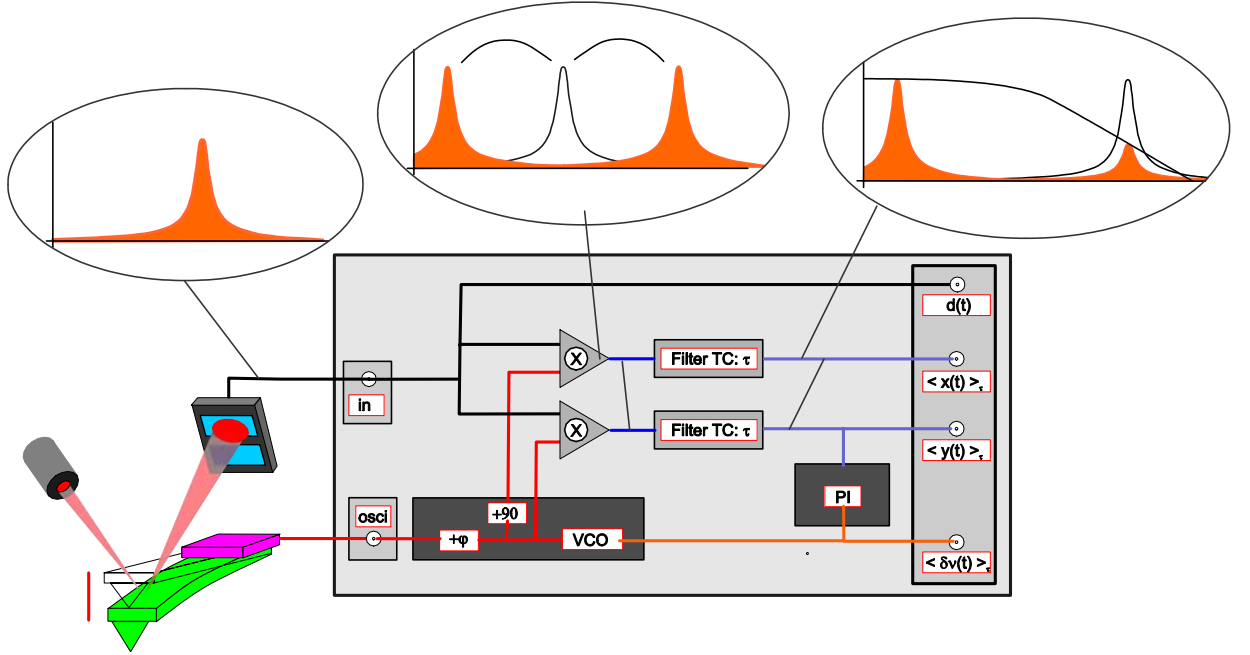 d(t)
X
Filter TC: τ
< x(t) >τ
in
X
Filter TC: τ
< y(t) >τ
PI
osci
+90
+φ
VCO
< δν(t) >τ